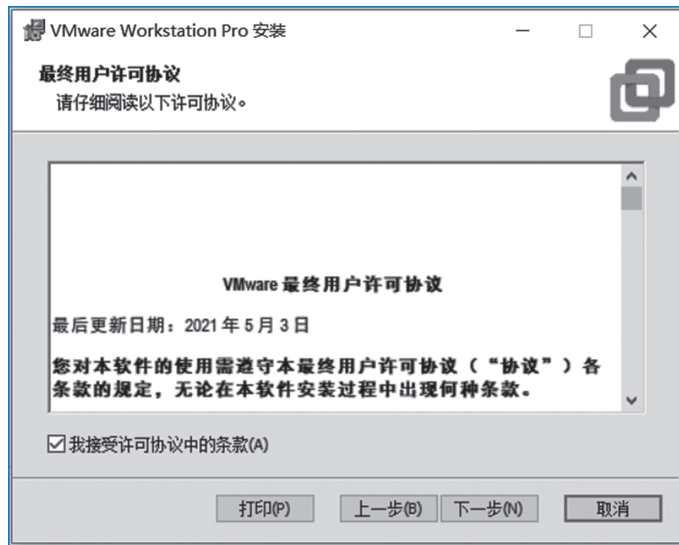 VMware Workstation Pro 安装
最终用户许可协议
请仔细阅读以下许可协议。
VMware 最终用户许可协议
最后更新日期：2021 年 5 月 3 日
您对本软件的使用需遵守本最终用户许可协议（“协议”）各
条款的规定，无论在本软件安装过程中出现何种条款。
我接受许可协议中的条款(A)
打印(P) 上一步(B) 下一步(N) 取消